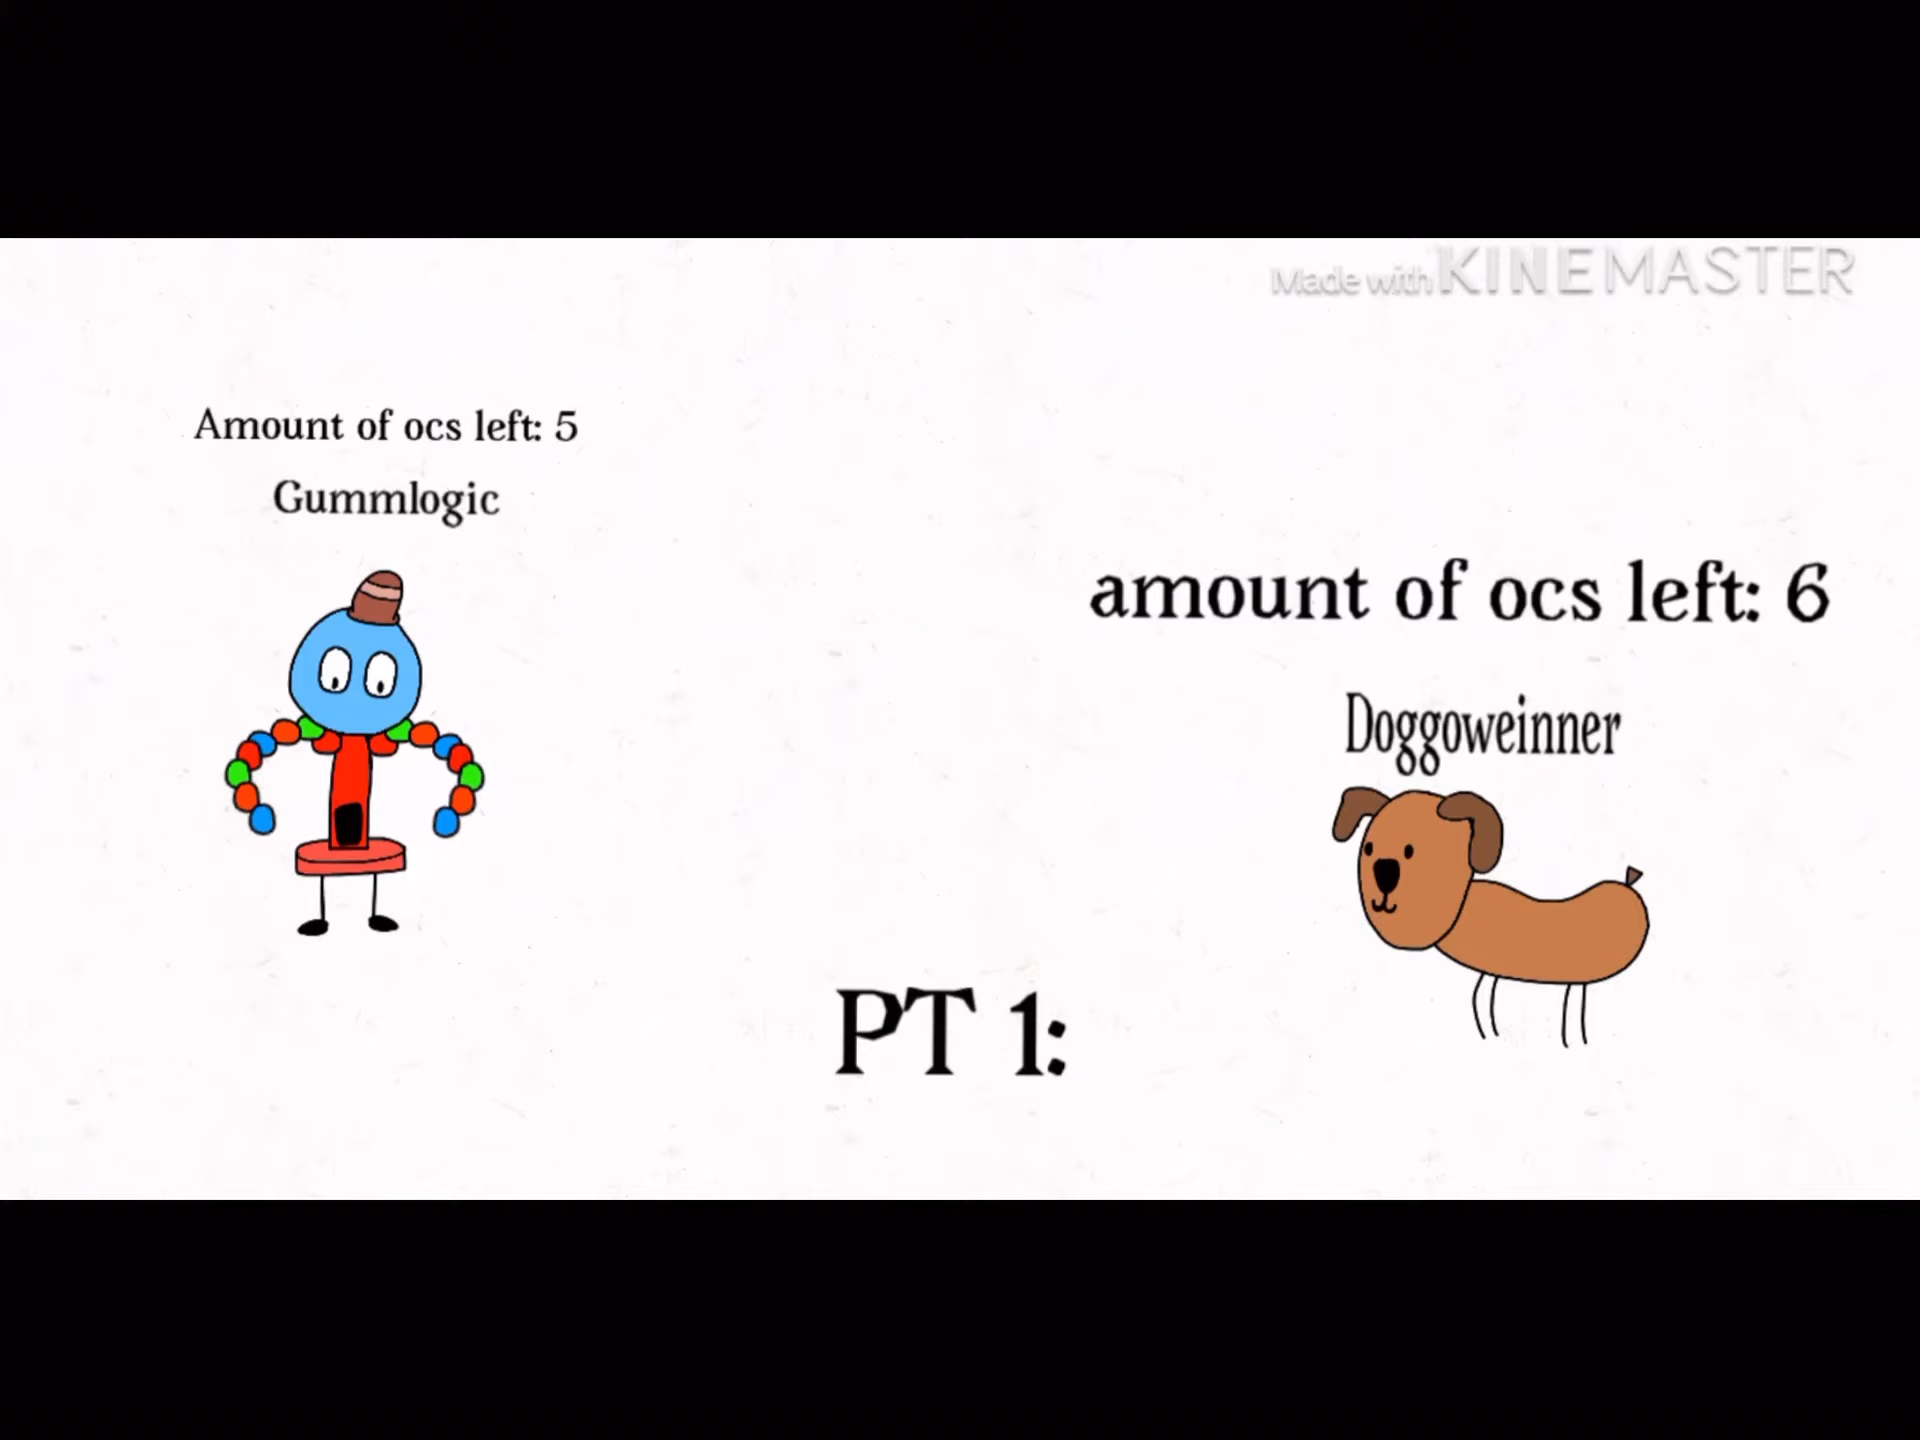 Made with KINEMASTER
Amount of ocs left: 5
Gummlogic
amount of ocs left: 6
Doggoweinner
PT 1: